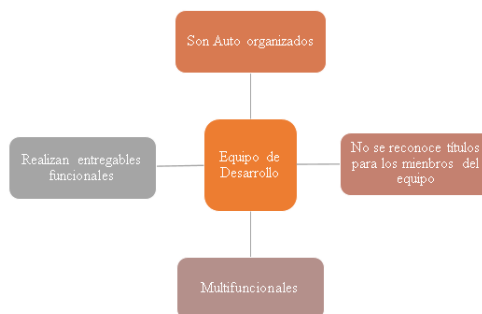 Son Auto organizados
Realizan entregables
funcionales
Equipo de
Desarrollo
No se reconoce títulos
para los mienbros del
equipo
Multifuncionales